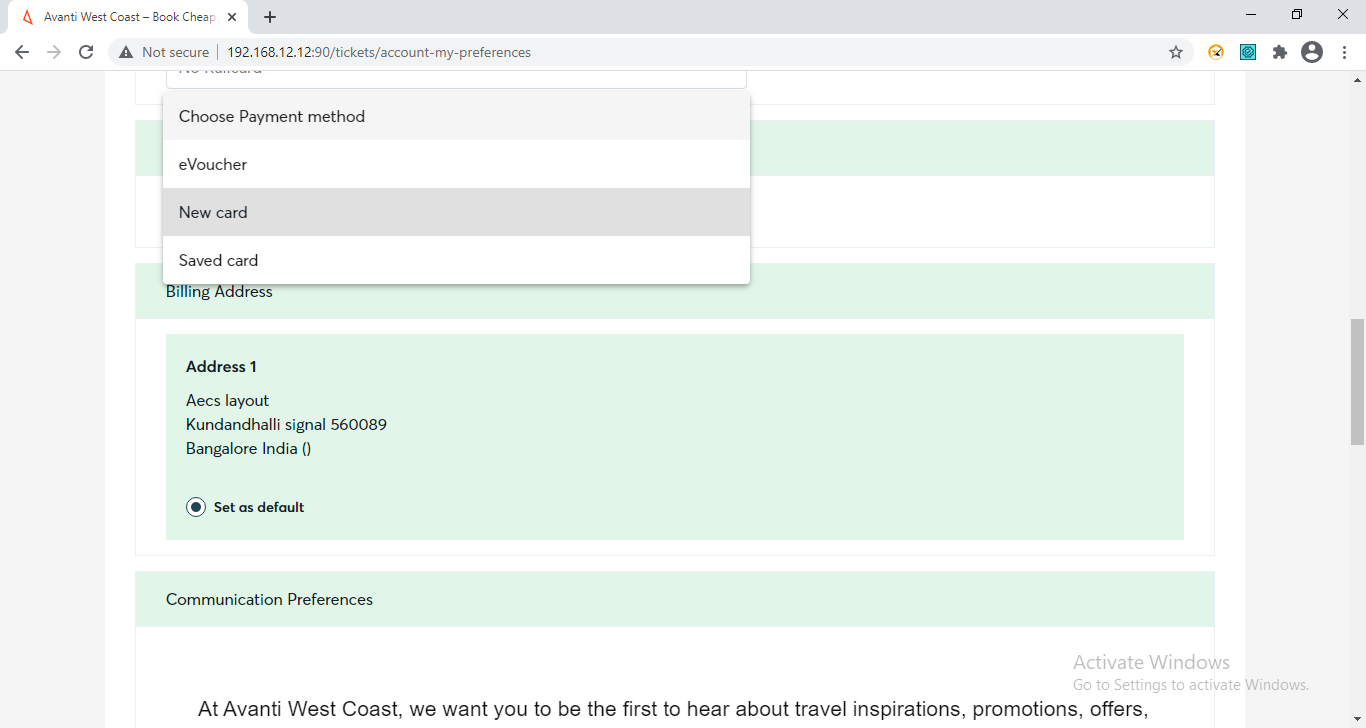 Avanti West Coast – Book Cheap
Not secure
192.168.12.12:90/tickets/account-my-preferences
No Railcard
Choose Payment method
eVoucher
New card
Saved card
Billing Address
Address 1
Aecs layout
Kundandhalli signal 560089
Bangalore India ()
Set as default
Communication Preferences
Activate Windows
Go to Settings to activate Windows.
At Avanti West Coast, we want you to be the first to hear about travel inspirations, promotions, offers,